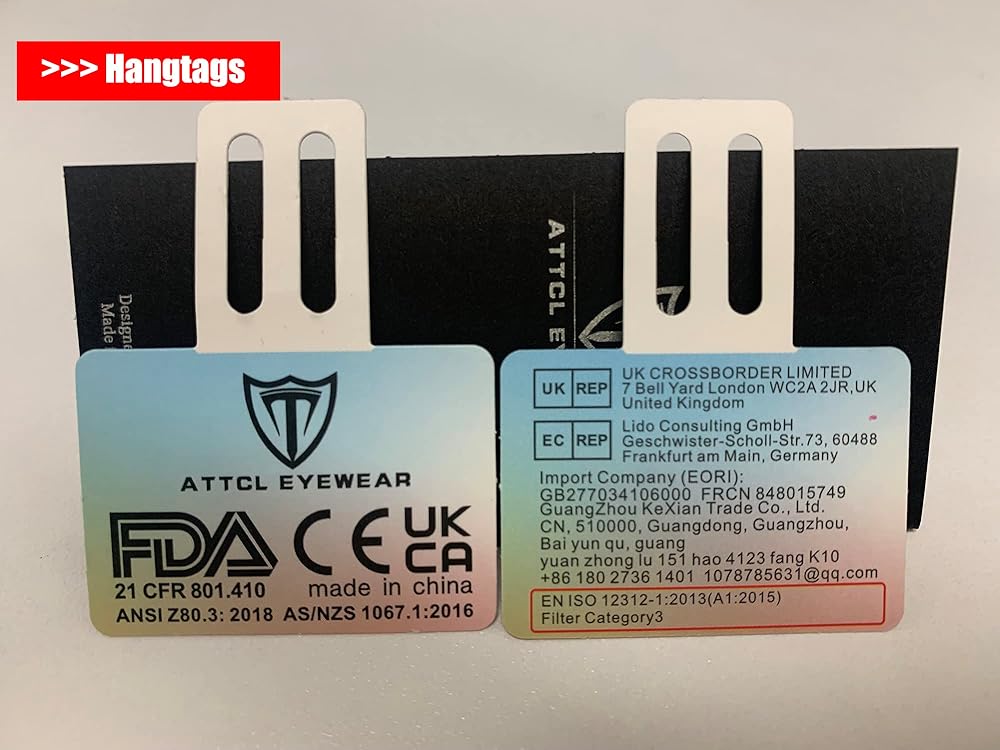 >>> Hangtags
Designe
Made
ATTCL E
ATTCL EYEWEAR
FDA CE UK
CA
21 CFR 801.410 made in china
ANSI Z80.3: 2018 AS/NZS 1067.1:2016
UK REP
UK CROSSBORDER LIMITED
7 Bell Yard London WC2A 2JR,UK
United Kingdom
EC REP
Lido Consulting GmbH
Geschwister-Scholl-Str.73, 60488
Frankfurt am Main, Germany
Import Company (EORI):
GB277034106000 FRCN 848015749
GuangZhou KeXian Trade Co., Ltd.
CN, 510000, Guangdong, Guangzhou,
Bai yun qu, guang
yuan zhong lu 151 hao 4123 fang K10
+86 180 2736 1401 1078785631@qq.com
EN ISO 12312-1:2013(A1:2015)
Filter Category3